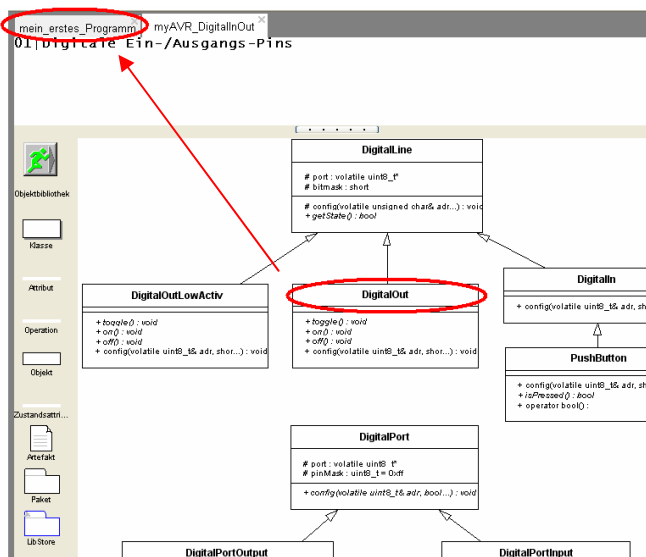 mein_erstes_Programm
myAVR_DigitalInOut
01|Digitale Ein-/Ausgangs-Pins
Objektbibliothek
Klasse
Attribut
Operation
Objekt
Zustandsattri...
Artefakt
Paket
LibStore
DigitalLine
# port : volatile uint8_t*
# bitmask : short
# config(volatile unsigned char& adr...) : void
+ getState() : bool
DigitalOutLowActiv
+ toggle() : void
+ on() : void
+ off() : void
+ config(volatile uint8_t& adr, shor...) : void
DigitalOut
+ toggle() : void
+ on() : void
+ off() : void
+ config(volatile uint8_t& adr, shor...) : void
DigitalIn
+ config(volatile uint8_t& adr, sh
PushButton
+ config(volatile uint8_t& adr, sh
+ isPressed() : bool
+ operator bool() :
DigitalPort
# port : volatile uint8_t*
# pinMask : uint8_t = 0xff
+ config(volatile uint8_t& adr, bool...) : void
DigitalPortOutput
DigitalPortInput